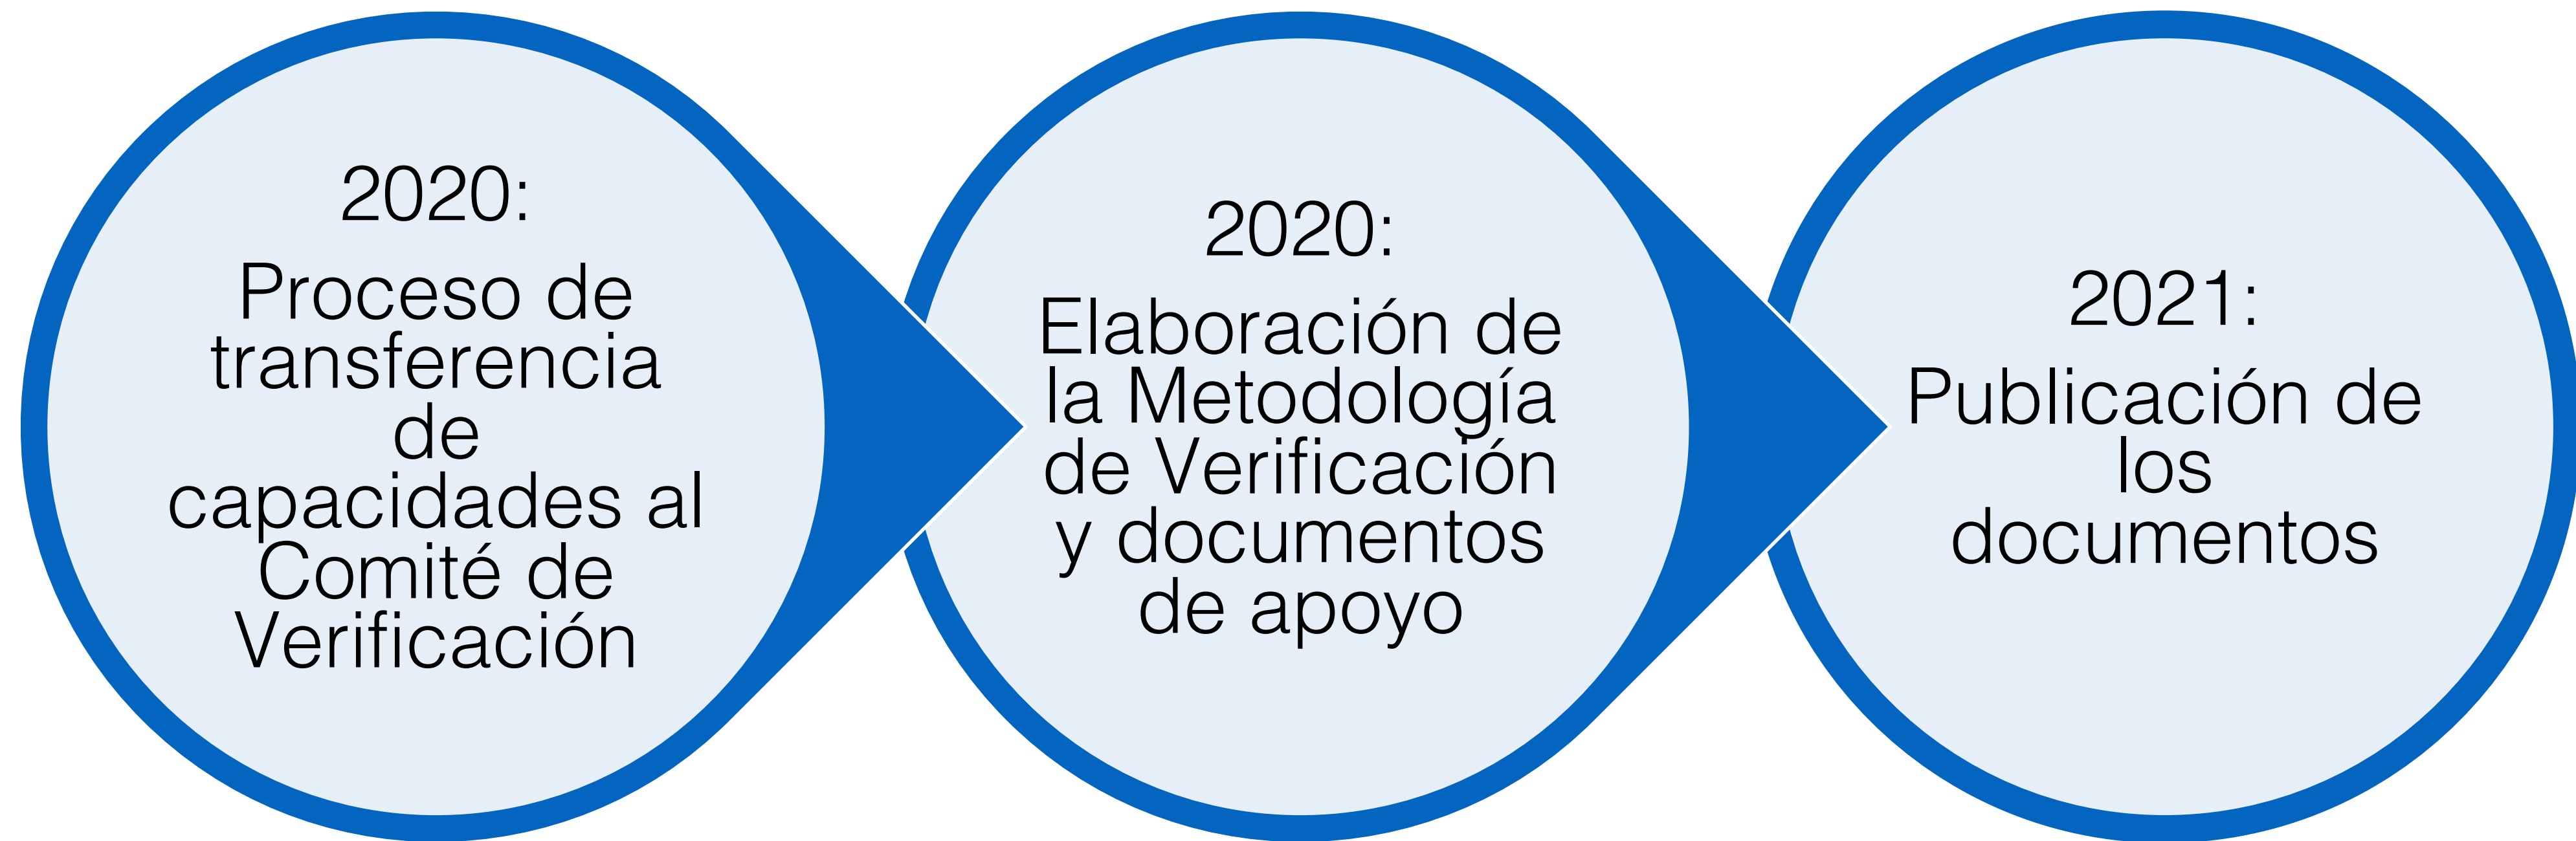 2020:
Proceso de
transferencia
de
capacidades al
Comité de
Verificación
2020:
Elaboración de
la Metodología
de Verificación
y documentos
de apoyo
2021:
Publicación de
los
documentos